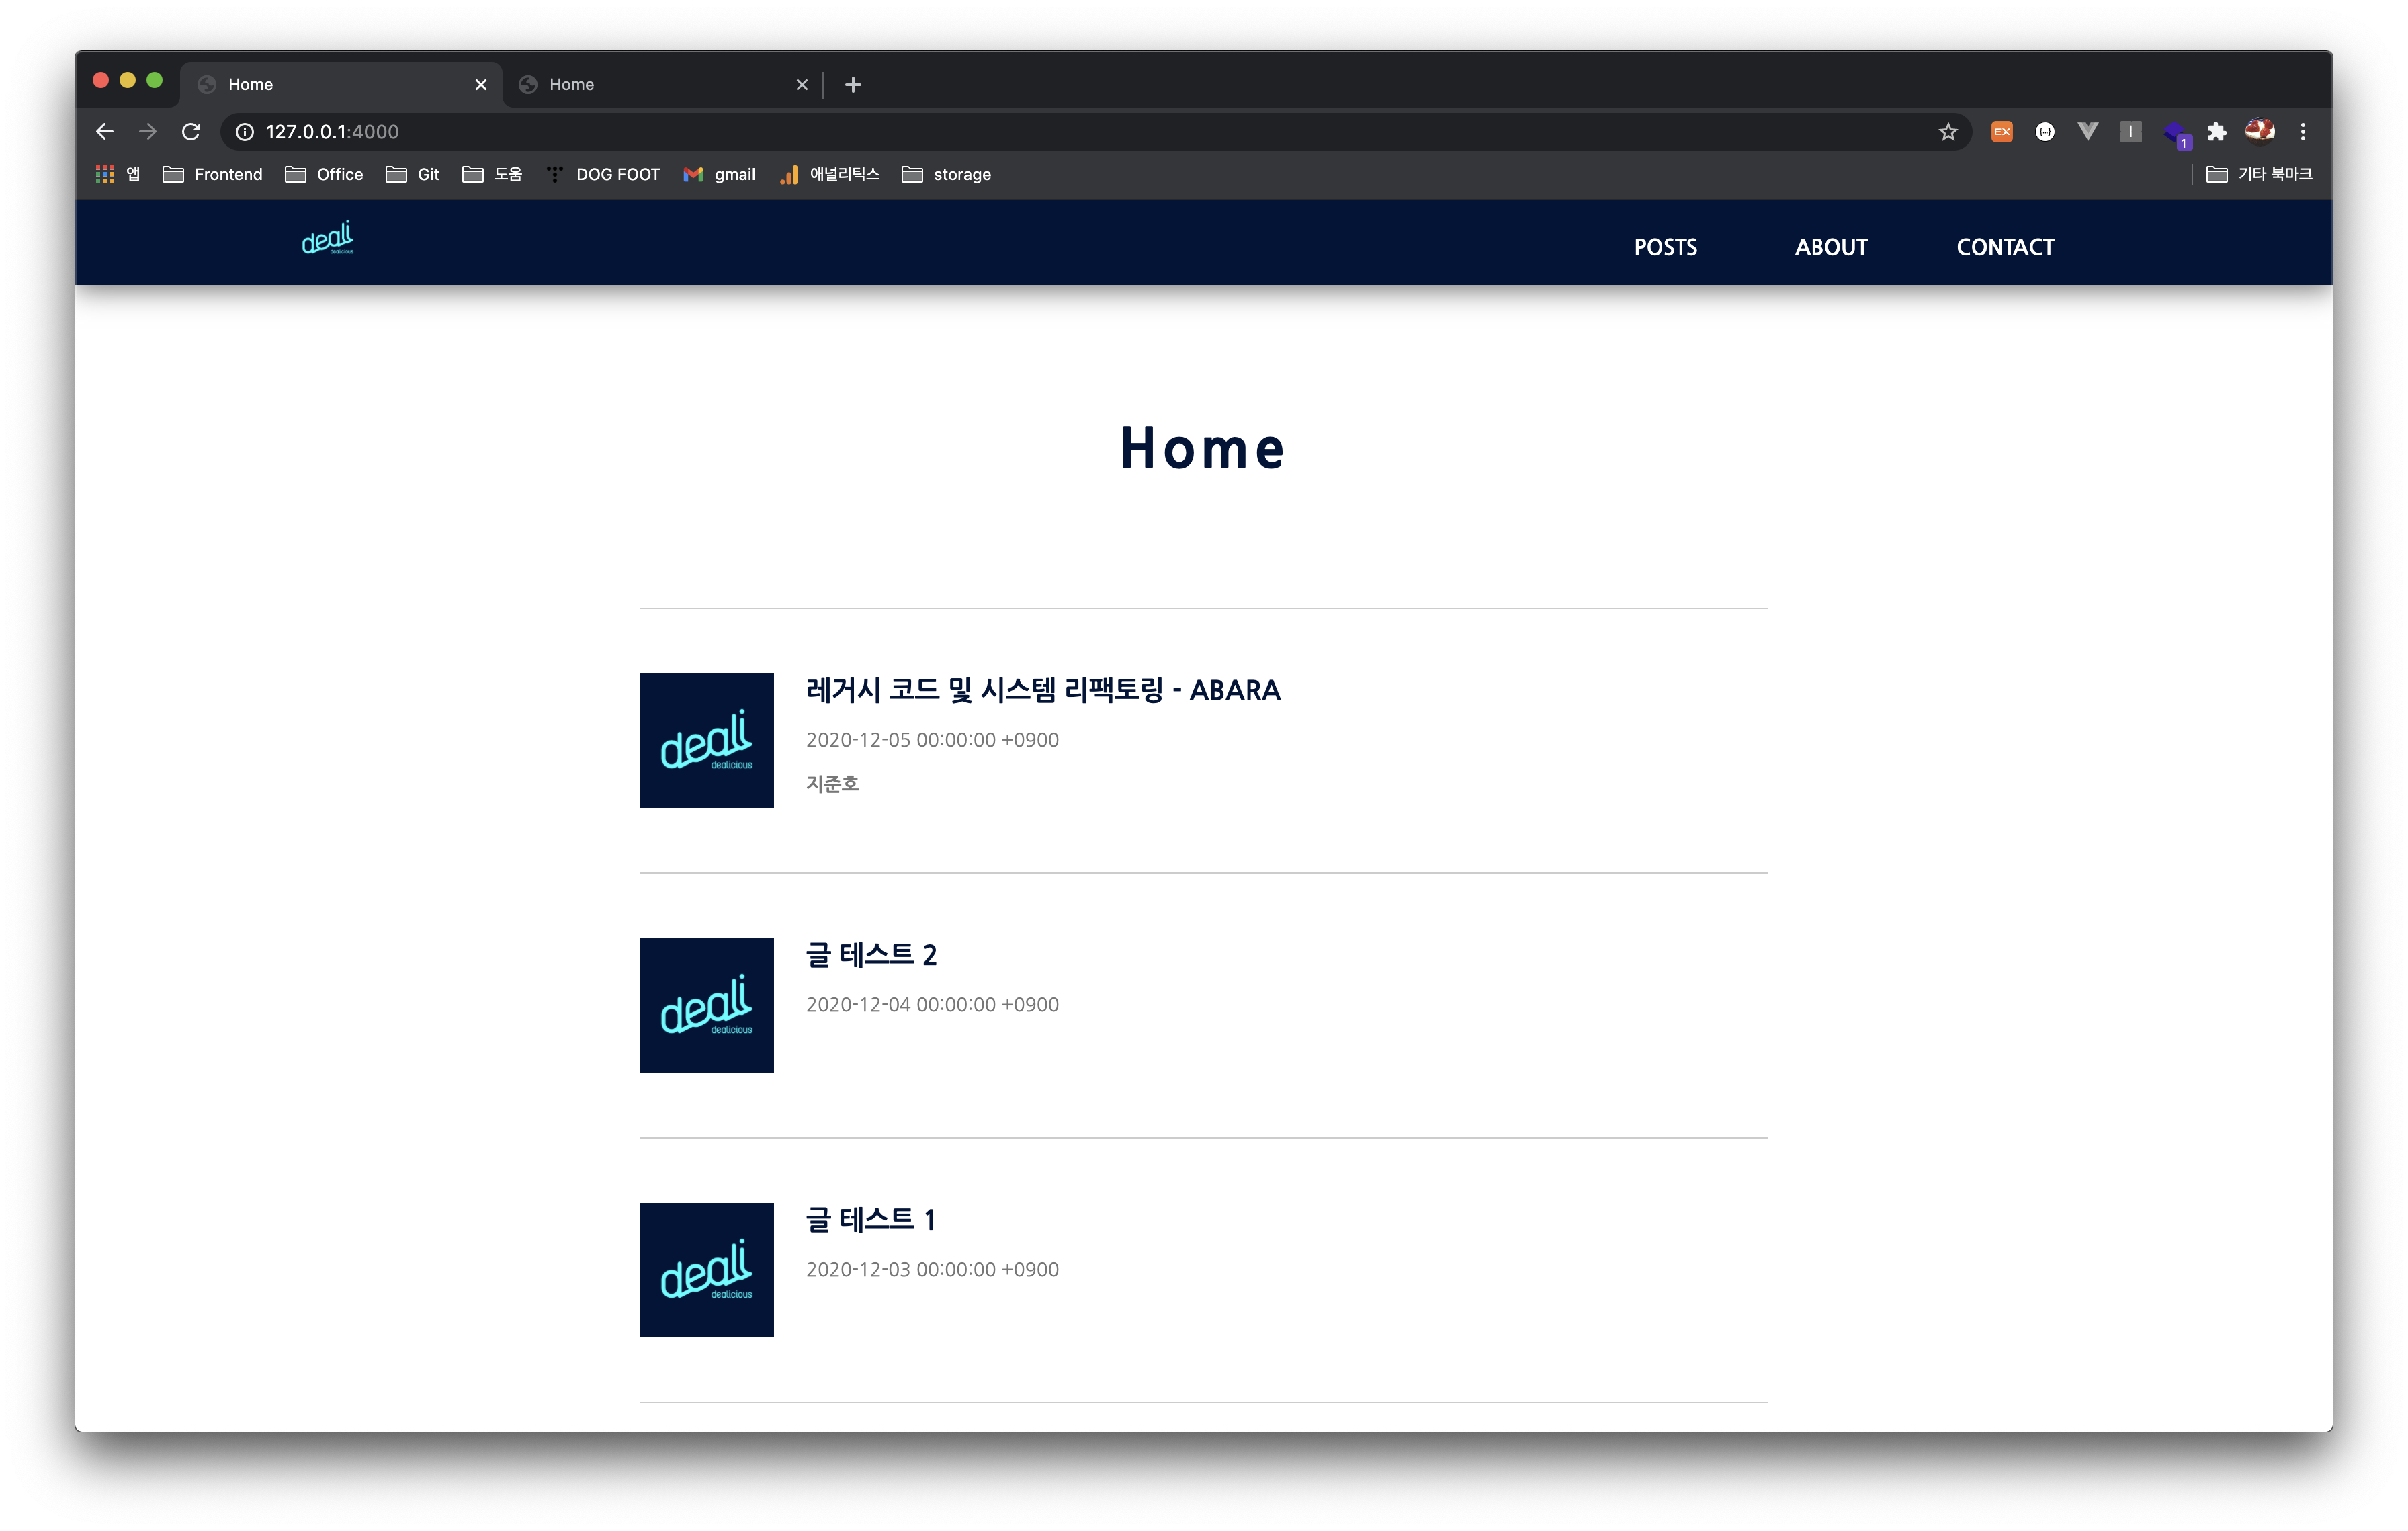 Home Home
127.0.0.1:4000
EX
1
앱 Frontend Office Git 도움 DOG FOOT gmail 애널리틱스 storage 기타 북마크
deali
dealicious
POSTS ABOUT CONTACT
Home
deali
dealicious
레거시 코드 및 시스템 리팩토링 - ABARA
2020-12-05 00:00:00 +0900
지준호
deali
dealicious
글 테스트 2
2020-12-04 00:00:00 +0900
deali
dealicious
글 테스트 1
2020-12-03 00:00:00 +0900